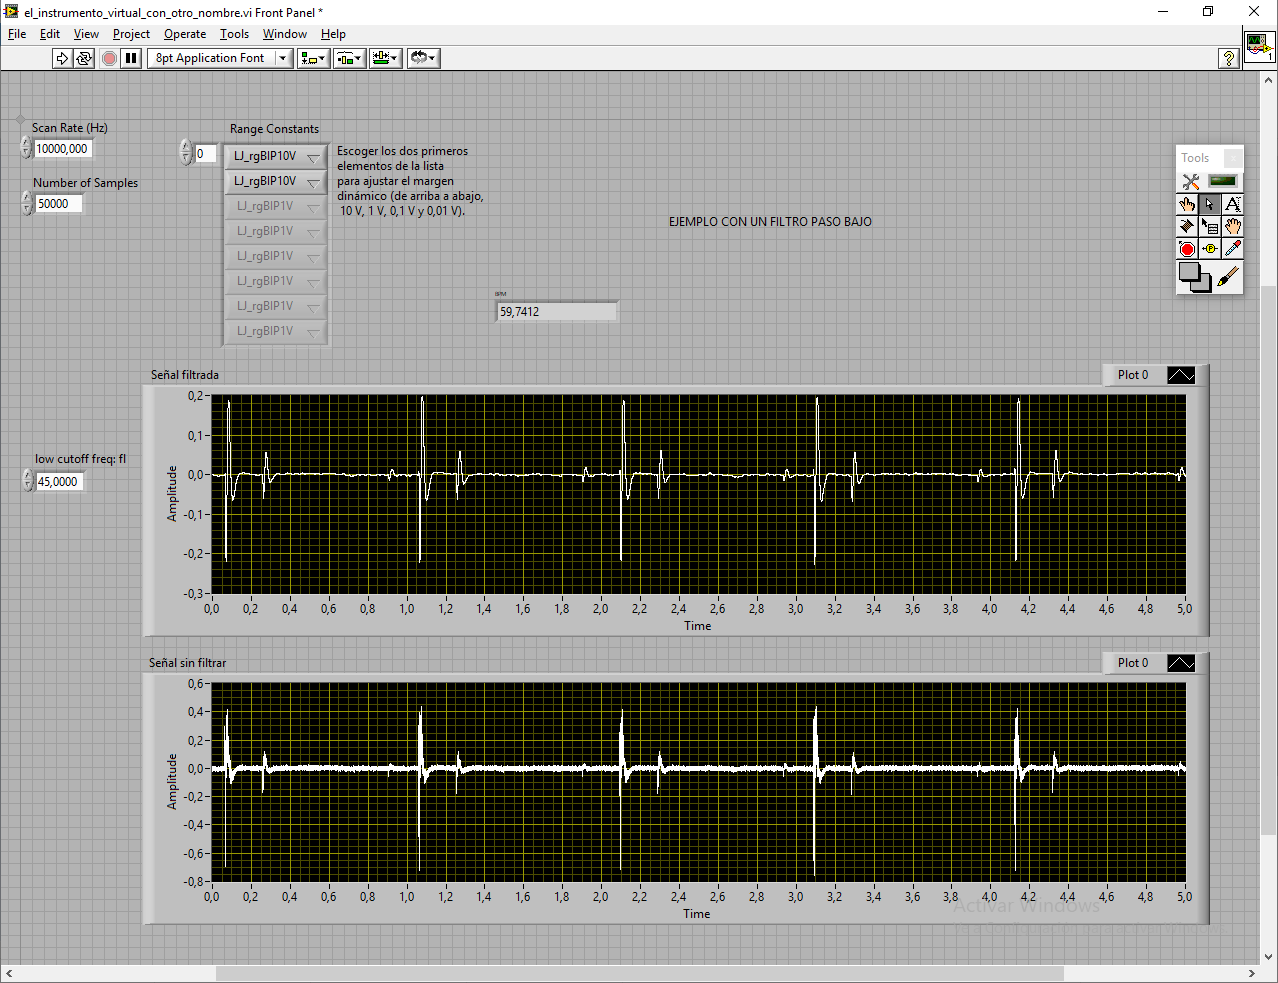 el_instrumento_virtual_con_otro_nombre.vi Front Panel *
File Edit View Project Operate Tools Window Help
8pt Application Font
1
Scan Rate (Hz)
10000,000
Number of Samples
50000
Range Constants
0
LJ_rgBIP10V
LJ_rgBIP10V
LJ_rgBIP1V
LJ_rgBIP1V
LJ_rgBIP1V
LJ_rgBIP1V
LJ_rgBIP1V
LJ_rgBIP1V
Escoger los dos primeros
elementos de la lista
para ajustar el margen
dinámico (de arriba a abajo,
10 V, 1 V, 0,1 V y 0,01 V).
EJEMPLO CON UN FILTRO PASO BAJO
Tools
BPM
59,7412
low cutoff freq: fl
45,0000
Señal filtrada
Plot 0
Amplitude
0,2
0,1
0,0
-0,1
-0,2
-0,3
0,0 0,2 0,4 0,6 0,8 1,0 1,2 1,4 1,6 1,8 2,0 2,2 2,4 2,6 2,8 3,0 3,2 3,4 3,6 3,8 4,0 4,2 4,4 4,6 4,8 5,0
Time
Señal sin filtrar
Plot 0
Amplitude
0,6
0,4
0,2
0,0
-0,2
-0,4
-0,6
-0,8
0,0 0,2 0,4 0,6 0,8 1,0 1,2 1,4 1,6 1,8 2,0 2,2 2,4 2,6 2,8 3,0 3,2 3,4 3,6 3,8 4,0 4,2 4,4 4,6 4,8 5,0
Time
Activar Windows